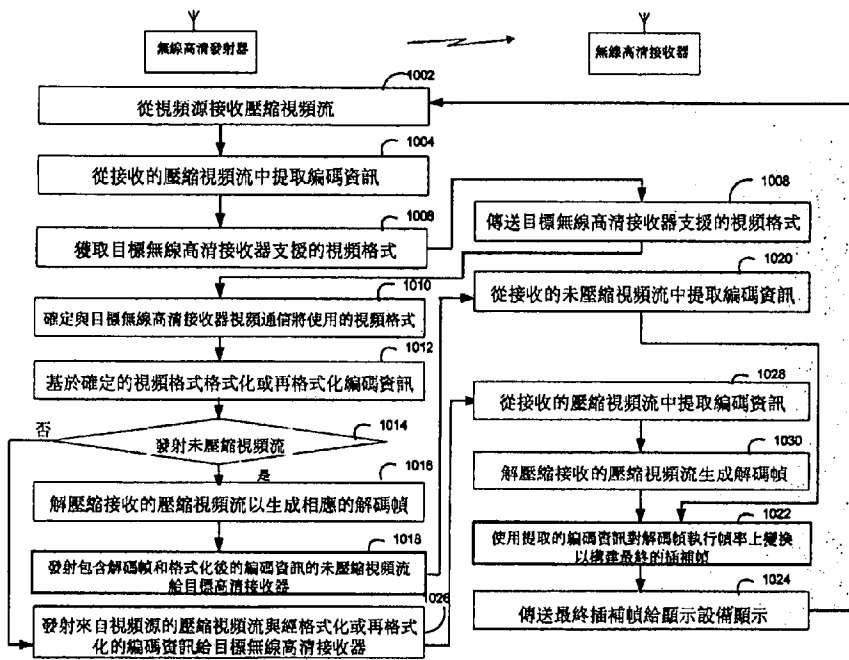 無線高清發射器
無線高清接收器
1002
從視頻源接收壓縮視頻流
1004
從接收的壓縮視頻流中提取編碼資訊
1006
獲取目標無線高清接收器支援的視頻格式
1008
傳送目標無線高清接收器支援的視頻格式
1010
確定與目標無線高清接收器視頻通信將使用的視頻格式
1012
基於確定的視頻格式格式化或再格式化編碼資訊
1014
發射未壓縮視頻流
否
是
1016
解壓縮接收的壓縮視頻流以生成相應的解碼幀
1018
發射包含解碼幀和格式化後的編碼資訊的未壓縮視頻流
給目標高清接收器
1026
發射來自視頻源的壓縮視頻流與經格式化或再格式
化的編碼資訊給目標無線高清接收器
1020
從接收的未壓縮視頻流中提取編碼資訊
1028
從接收的壓縮視頻流中提取編碼資訊
1030
解壓縮接收的壓縮視頻流生成解碼幀
1022
使用提取的編碼資訊對解碼幀執行幀率上變換
以構建最終的插補幀
1024
傳送最終插補幀給顯示設備顯示